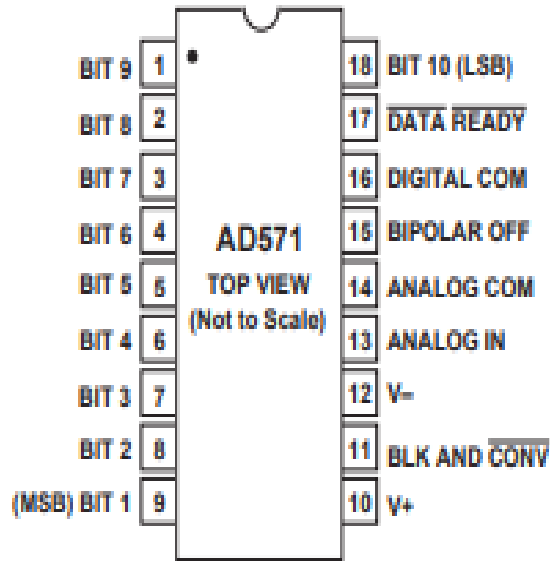 BIT 9 1
BIT 8 2
BIT 7 3
BIT 6 4
BIT 5 5
BIT 4 6
BIT 3 7
BIT 2 8
(MSB) BIT 1 9
AD571
TOP VIEW
(Not to Scale)
18 BIT 10 (LSB)
17 DATA READY
16 DIGITAL COM
15 BIPOLAR OFF
14 ANALOG COM
13 ANALOG IN
12 V–
11 BLK AND CONV
10 V+